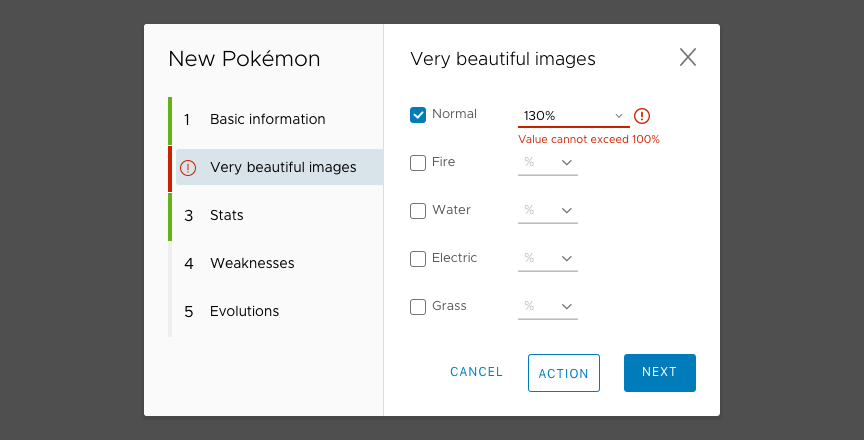 New Pokémon
1 Basic information
Very beautiful images
3 Stats
4 Weaknesses
5 Evolutions
Very beautiful images
Normal 130%
Value cannot exceed 100%
Fire %
Water %
Electric %
Grass %
CANCEL ACTION NEXT